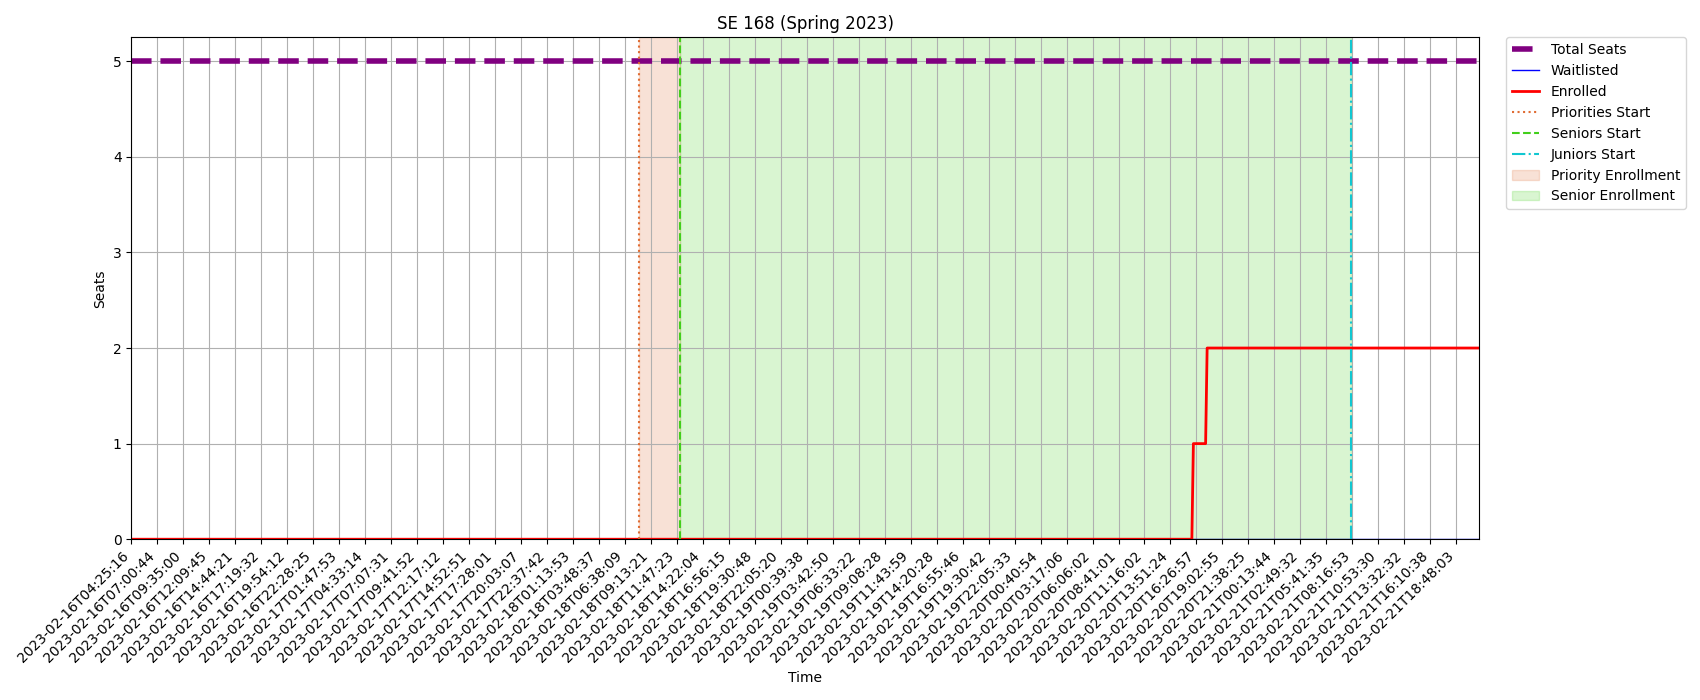 SE 168 (Spring 2023)
Total Seats
Waitlisted
Enrolled
Priorities Start
Seniors Start
Juniors Start
Priority Enrollment
Senior Enrollment
Seats
5
4
3
2
1
0
2023-02-16T04:25:16
2023-02-16T07:00:44
2023-02-16T09:35:00
2023-02-16T12:09:45
2023-02-16T14:44:21
2023-02-16T17:19:32
2023-02-16T19:54:12
2023-02-16T22:28:25
2023-02-17T01:47:53
2023-02-17T04:33:14
2023-02-17T07:07:31
2023-02-17T09:41:52
2023-02-17T12:17:12
2023-02-17T14:52:51
2023-02-17T17:28:01
2023-02-17T20:03:07
2023-02-17T22:37:42
2023-02-18T01:13:53
2023-02-18T03:48:37
2023-02-18T06:38:09
2023-02-18T09:13:21
2023-02-18T11:47:23
2023-02-18T14:22:04
2023-02-18T16:56:15
2023-02-18T19:30:48
2023-02-18T22:05:20
2023-02-19T00:39:38
2023-02-19T03:42:50
2023-02-19T06:33:22
2023-02-19T09:08:28
2023-02-19T11:43:59
2023-02-19T14:20:28
2023-02-19T16:55:46
2023-02-19T19:30:42
2023-02-19T22:05:33
2023-02-20T00:40:54
2023-02-20T03:17:06
2023-02-20T06:06:02
2023-02-20T08:41:01
2023-02-20T11:16:02
2023-02-20T13:51:24
2023-02-20T16:26:57
2023-02-20T19:02:55
2023-02-20T21:38:25
2023-02-21T00:13:44
2023-02-21T02:49:32
2023-02-21T05:41:35
2023-02-21T08:16:53
2023-02-21T10:53:30
2023-02-21T13:32:32
2023-02-21T16:10:38
2023-02-21T18:48:03
Time